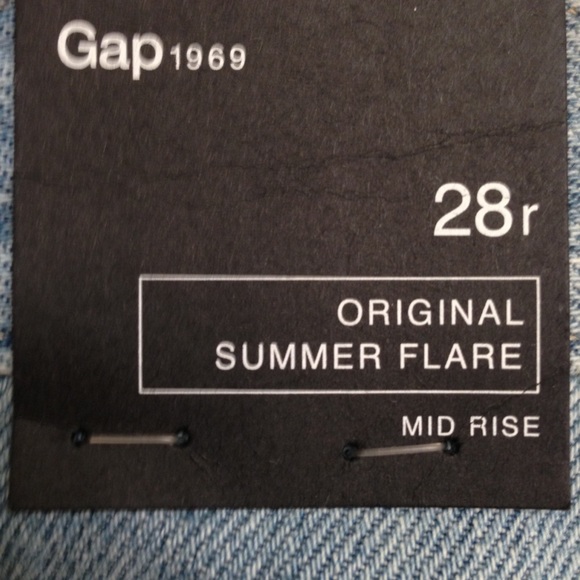 Gap 1969
28r
ORIGINAL
SUMMER FLARE
MID RISE